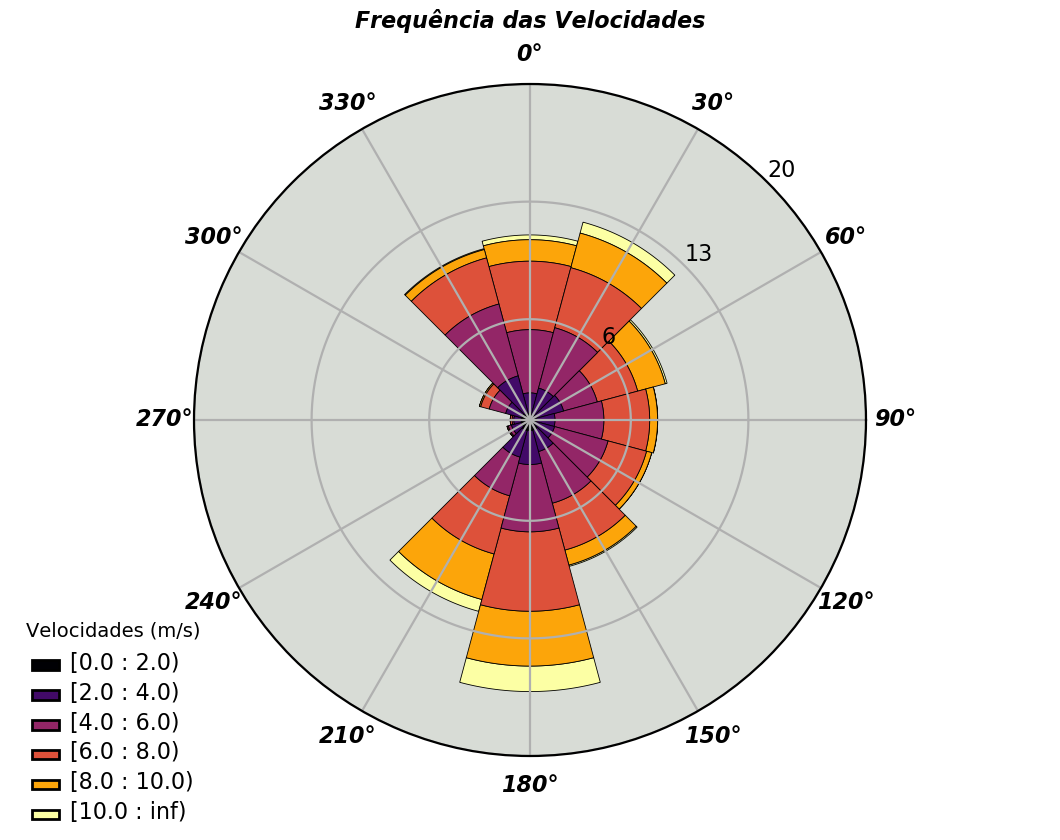 Frequência das Velocidades
0°
330°
30°
20
300°
60°
13
6
270°
90°
240°
120°
210°
150°
180°
Velocidades (m/s)
[0.0 : 2.0)
[2.0 : 4.0)
[4.0 : 6.0)
[6.0 : 8.0)
[8.0 : 10.0)
[10.0 : inf)